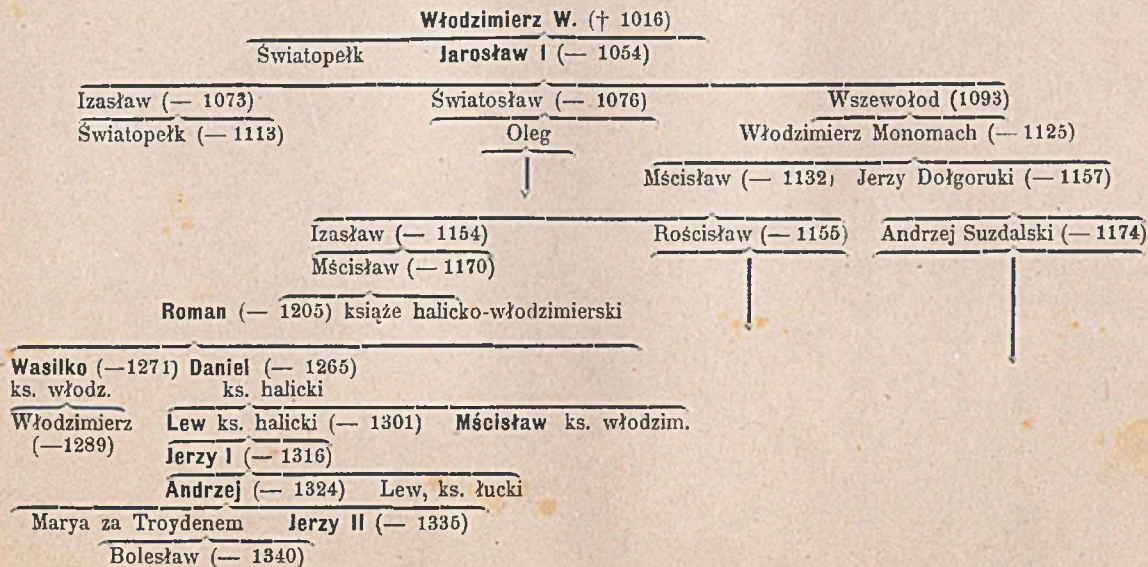 Włodzimierz W. († 1016)
Światopełk Jarosław I (— 1054)
Izasław (— 1073) Światosław (— 1076) Wszewołod (1093)
Światopełk (— 1113) Oleg Włodzimierz Monomach (— 1125)
Mścisław (— 1132) Jerzy Dołgoruki (— 1157)
Izasław (— 1154) Rościsław (— 1155) Andrzej Suzdalski (— 1174)
Mścisław (— 1170)
Roman (— 1205) książe halicko-włodzimierski
Wasilko (—1271) Daniel (— 1265)
ks. włodz. ks. halicki
Włodzimierz Lew ks. halicki (— 1301) Mścisław ks. włodzim.
(—1289)
Jerzy I (— 1316)
Andrzej (— 1324) Lew, ks. łucki
Marya za Troydenem Jerzy II (— 1335)
Bolesław (— 1340)